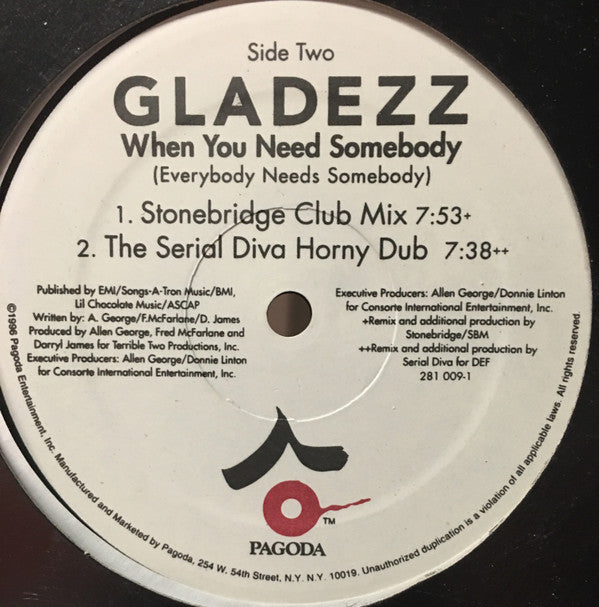 Side Two
GLADEZZ
When You Need Somebody
(Everybody Needs Somebody)
1. Stonebridge Club Mix 7:53+
2. The Serial Diva Horny Dub 7:38++
Published by EMI/Songs-A-Tron Music/BMI,
Lil Chocolate Music/ASCAP
Written by: A. George/F.McFarlane/D. James
Produced by Allen George, Fred McFarlane and
Darryl James for Terrible Two Productions, Inc.
Executive Producers: Allen George/Donnie Linton
for Consorte International Entertainment, Inc.
Executive Producers: Allen George/Donnie Linton
for Consorte International Entertainment, Inc.
+Remix and additional production by
Stonebridge/SBM
++Remix and additional production by
Serial Diva for DEF
281 009-1
TM
PAGODA
©1996 Pagoda Entertainment, Inc. Manufactured and Marketed by Pagoda, 254 W. 54th Street, N.Y. N.Y. 10019. Unauthorized duplication is a violation of all applicable laws. All rights reserved.